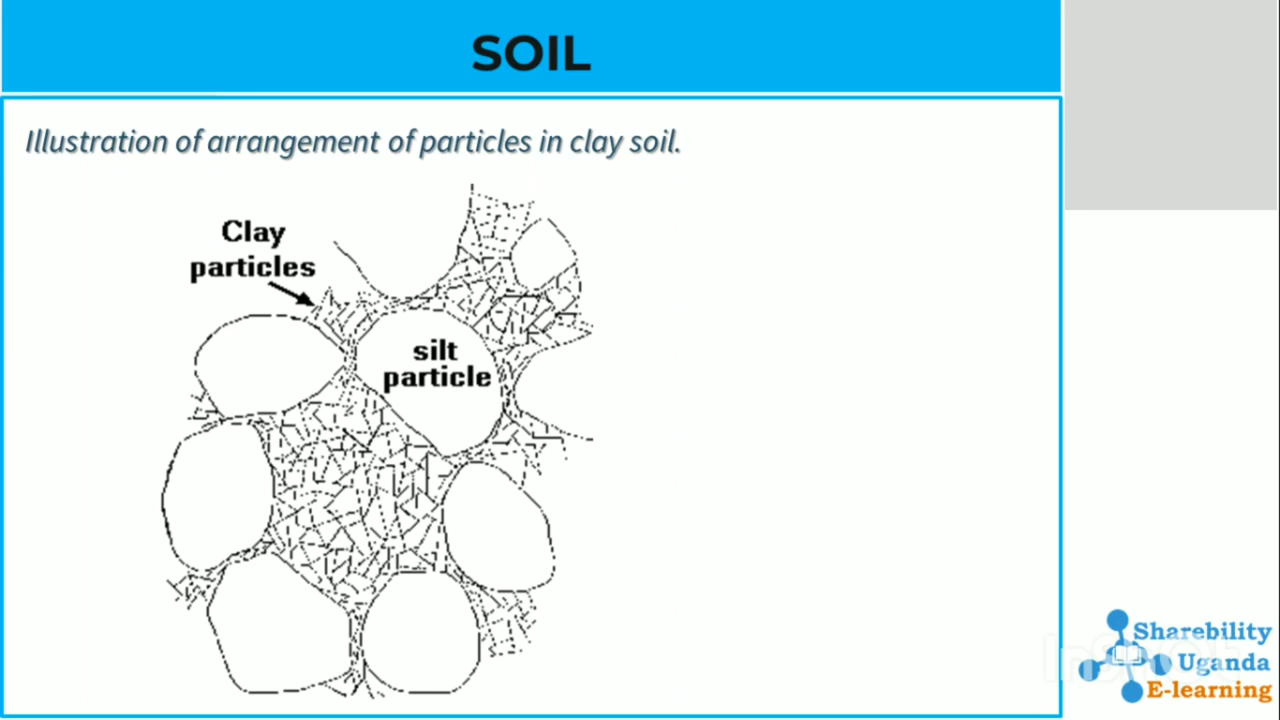 SOIL
Illustration of arrangement of particles in clay soil.
Clay
particles
silt
particle
Sharebility
Uganda
E-learning